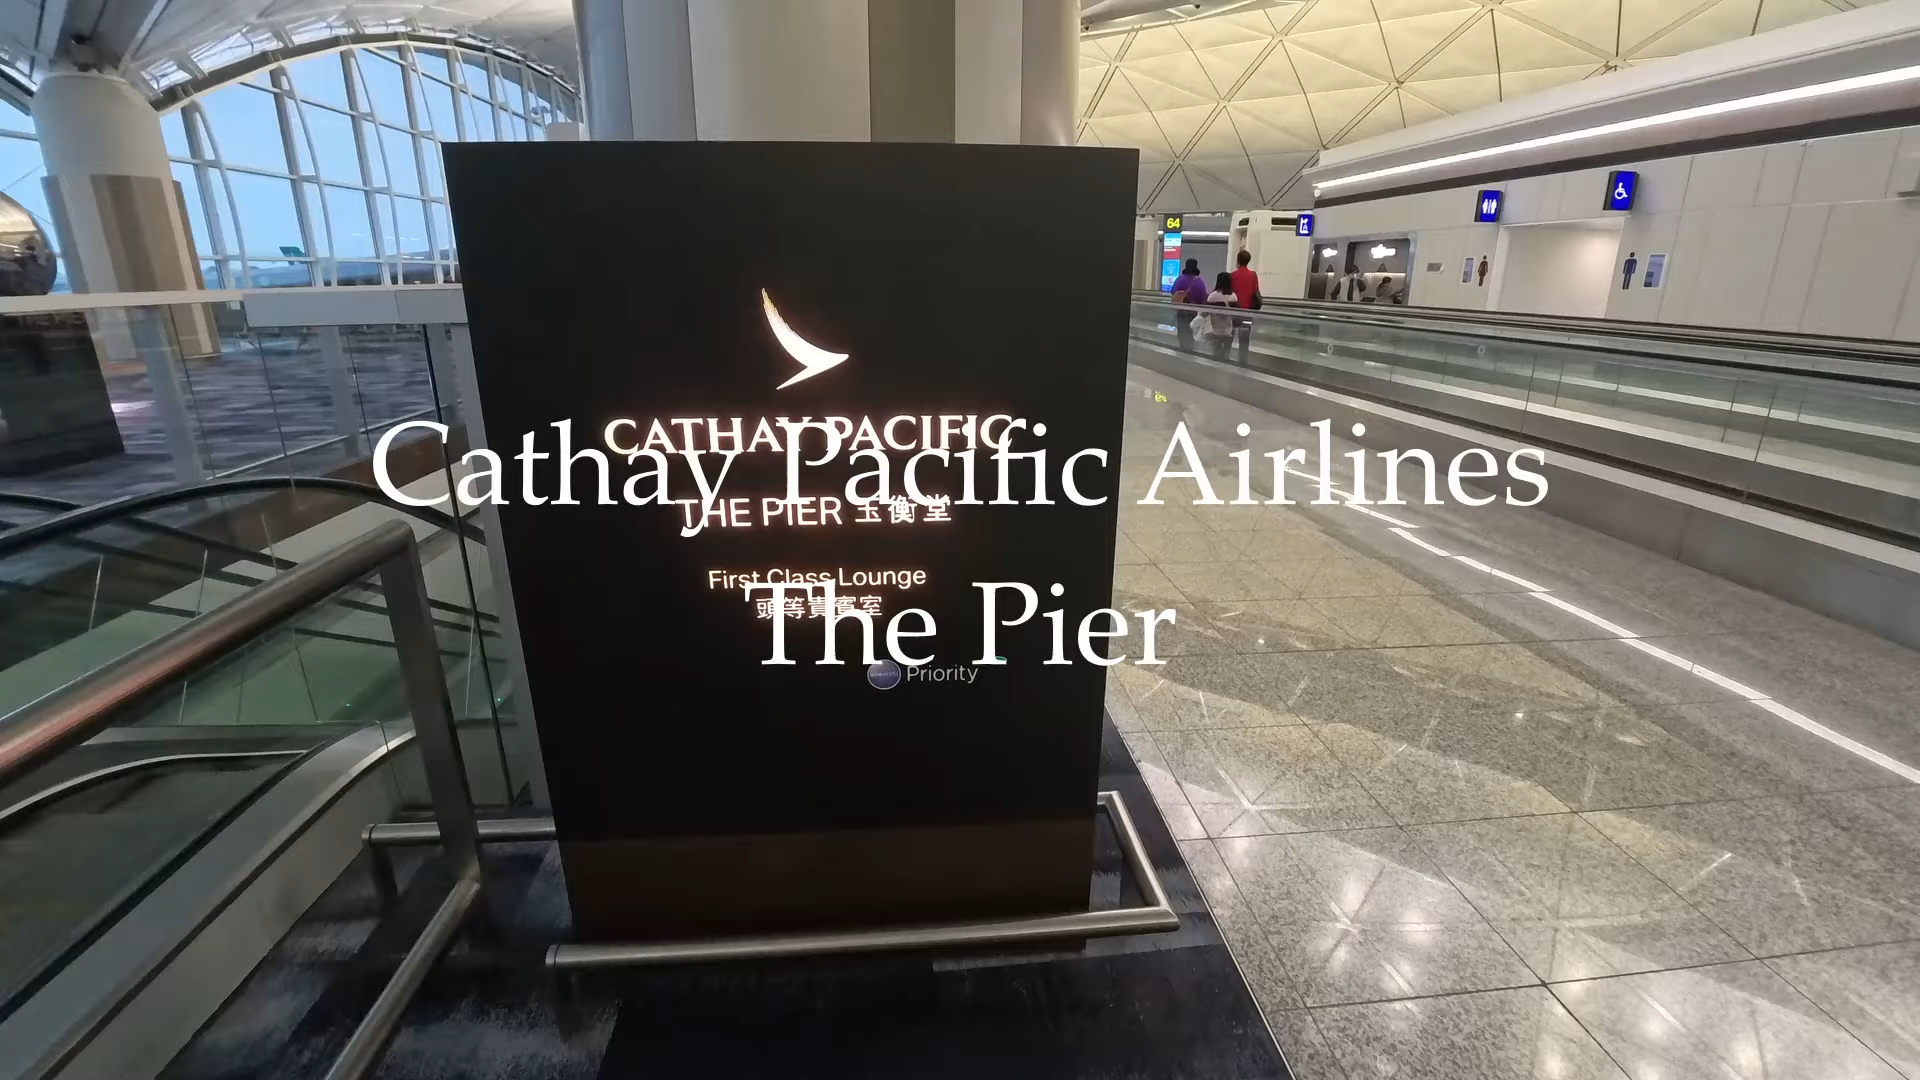 64
CATHAY PACIFIC
THE PIER 玉衡堂
First Class Lounge
頭等貴賓室
Priority
Cathay Pacific Airlines
The Pier